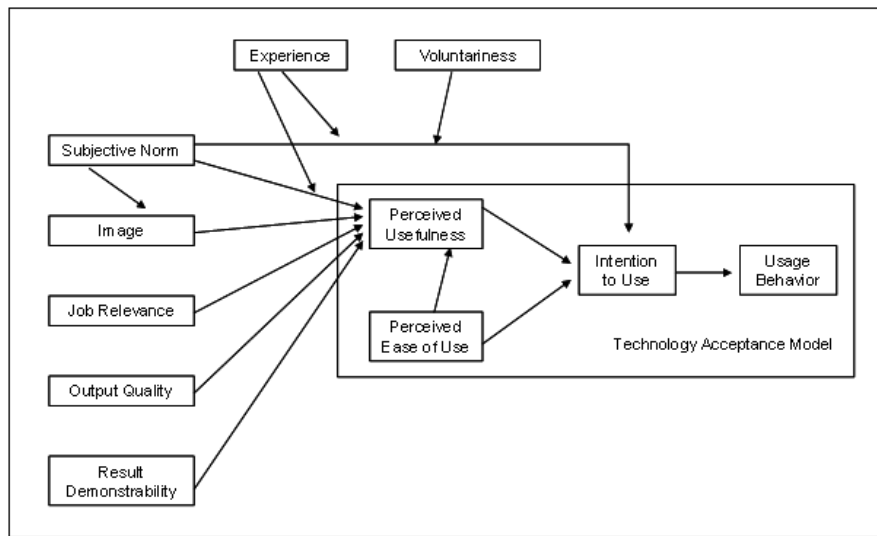 Experience
Voluntariness
Subjective Norm
Image
Perceived
Usefulness
Intention
to Use
Usage
Behavior
Job Relevance
Perceived
Ease of Use
Technology Acceptance Model
Output Quality
Result
Demonstrability